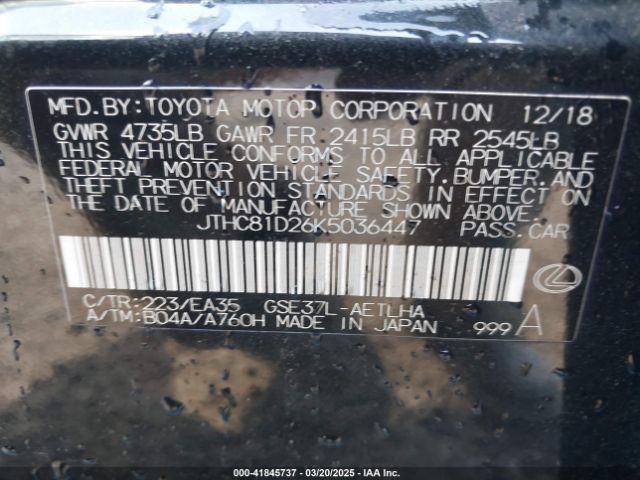 MFD.BY:TOYOTA MOTOR CORPORATION 12/18
GVWR 4735LB GAWR FR 2415LB RR 2545LB
THIS VEHICLE CONFORMS TO ALL APPLICABLE
FEDERAL MOTOR VEHICLE SAFETY,BUMPER,AND
THEFT PREVENTION STANDARDS IN EFFECT ON
THE DATE OF MANUFACTURE SHOWN ABOVE.
JTHC81D26K5036447 PASS.CAR
C/TR:223/EA35 GSE37L-AETLHA
A/TM:B04A/A760H MADE IN JAPAN 999 A
000-41845737 - 03/20/2025 - IAA Inc.